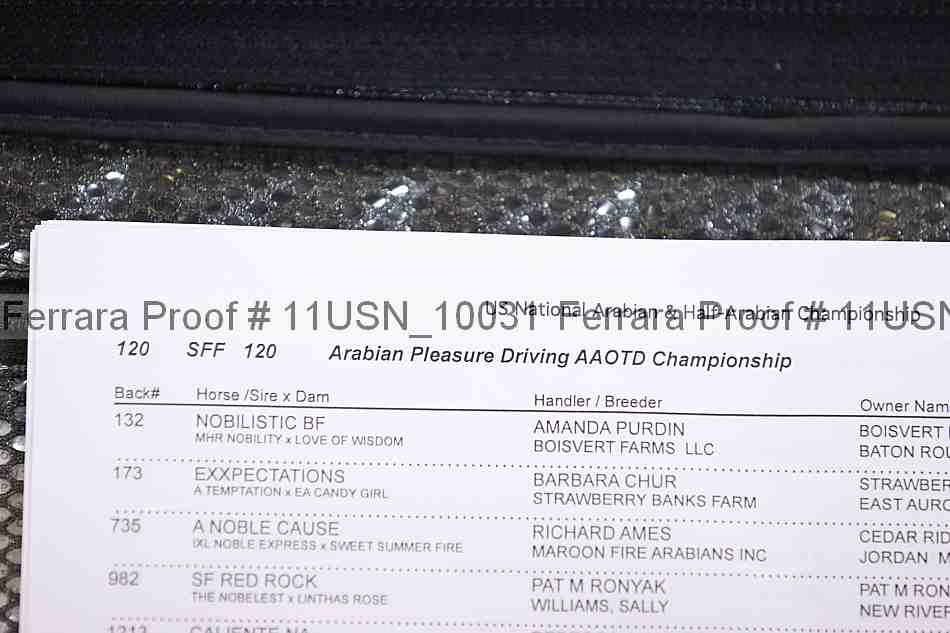 US National Arabian & Half-Arabian Championship
Ferrara Proof # 11USN_10031 Ferrara Proof # 11USN
120 SFF 120 Arabian Pleasure Driving AAOTD Championship
Back# Horse /Sire x Dam Handler / Breeder Owner Nam
132 NOBILISTIC BF AMANDA PURDIN BOISVERT
MHR NOBILITY x LOVE OF WISDOM BOISVERT FARMS LLC BATON ROU
173 EXXPECTATIONS BARBARA CHUR STRAWBER
A TEMPTATION x EA CANDY GIRL STRAWBERRY BANKS FARM EAST AURO
735 A NOBLE CAUSE RICHARD AMES CEDAR RID
IXL NOBLE EXPRESS x SWEET SUMMER FIRE MAROON FIRE ARABIANS INC JORDAN M
982 SF RED ROCK PAT M RONYAK PAT M RON
THE NOBELEST x LINTHAS ROSE WILLIAMS, SALLY NEW RIVER
1213 CALIENTE NA